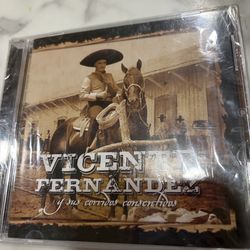 VICENTE
FERNANDEZ
y sus corridos consentidos